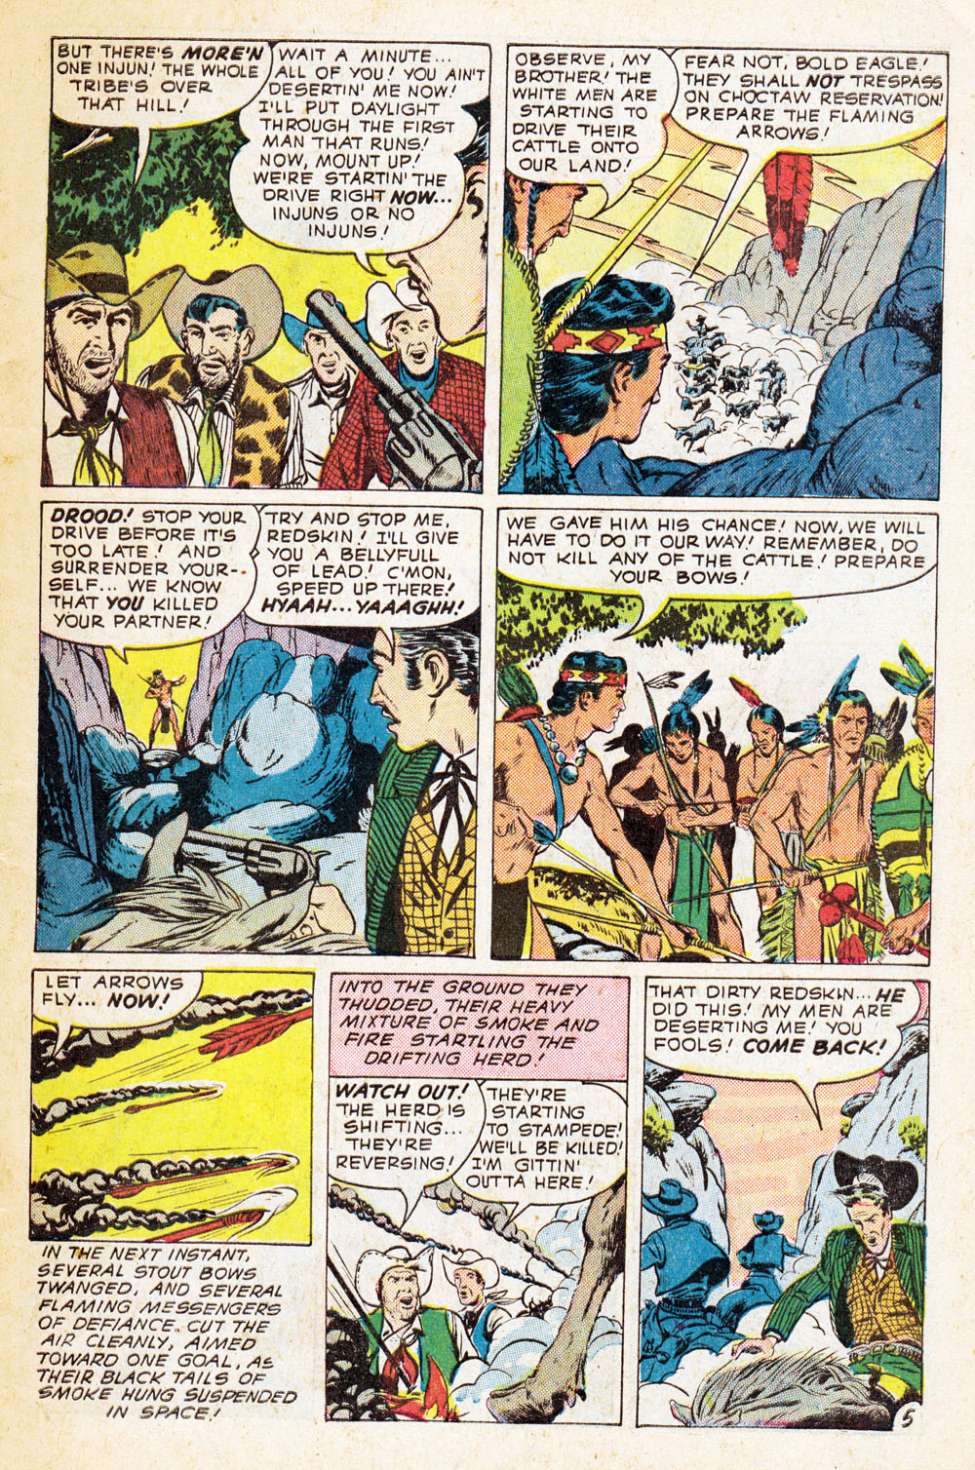 BUT THERE'S MORE'N
ONE INJUN! THE WHOLE
TRIBE'S OVER
THAT HILL!
WAIT A MINUTE...
ALL OF YOU! YOU AIN'T
DESERTIN' ME NOW!
I'LL PUT DAYLIGHT
THROUGH THE FIRST
MAN THAT RUNS!
NOW, MOUNT UP!
WE'RE STARTIN' THE
DRIVE RIGHT NOW...
INJUNS OR NO
INJUNS!
OBSERVE, MY
BROTHER! THE
WHITE MEN ARE
STARTING TO
DRIVE THEIR
CATTLE ONTO
OUR LAND!
FEAR NOT, BOLD EAGLE!
THEY SHALL NOT TRESPASS
ON CHOCTAW RESERVATION!
PREPARE THE FLAMING
ARROWS!
DROOD! STOP YOUR
DRIVE BEFORE IT'S
TOO LATE! AND
SURRENDER YOUR-
SELF... WE KNOW
THAT YOU KILLED
YOUR PARTNER!
TRY AND STOP ME,
REDSKIN! I'LL GIVE
YOU A BELLYFULL
OF LEAD! C'MON,
SPEED UP THERE!
HYAAH...YAAAGHH!
WE GAVE HIM HIS CHANCE! NOW, WE WILL
HAVE TO DO IT OUR WAY! REMEMBER, DO
NOT KILL ANY OF THE CATTLE! PREPARE
YOUR BOWS!
LET ARROWS
FLY... NOW!
IN THE NEXT INSTANT,
SEVERAL STOUT BOWS
TWANGED, AND SEVERAL
FLAMING MESSENGERS
OF DEFIANCE CUT THE
AIR CLEANLY, AIMED
TOWARD ONE GOAL, AS
THEIR BLACK TAILS OF
SMOKE HUNG SUSPENDED
IN SPACE!
INTO THE GROUND THEY
THUDDED, THEIR HEAVY
MIXTURE OF SMOKE AND
FIRE STARTLING THE
DRIFTING HERD!
WATCH OUT!
THE HERD IS
SHIFTING...
THEY'RE
REVERSING!
THEY'RE
STARTING
TO STAMPEDE!
WE'LL BE KILLED!
I'M GITTIN'
OUTTA HERE!
THAT DIRTY REDSKIN... HE
DID THIS! MY MEN ARE
DESERTING ME! YOU
FOOLS! COME BACK!
5